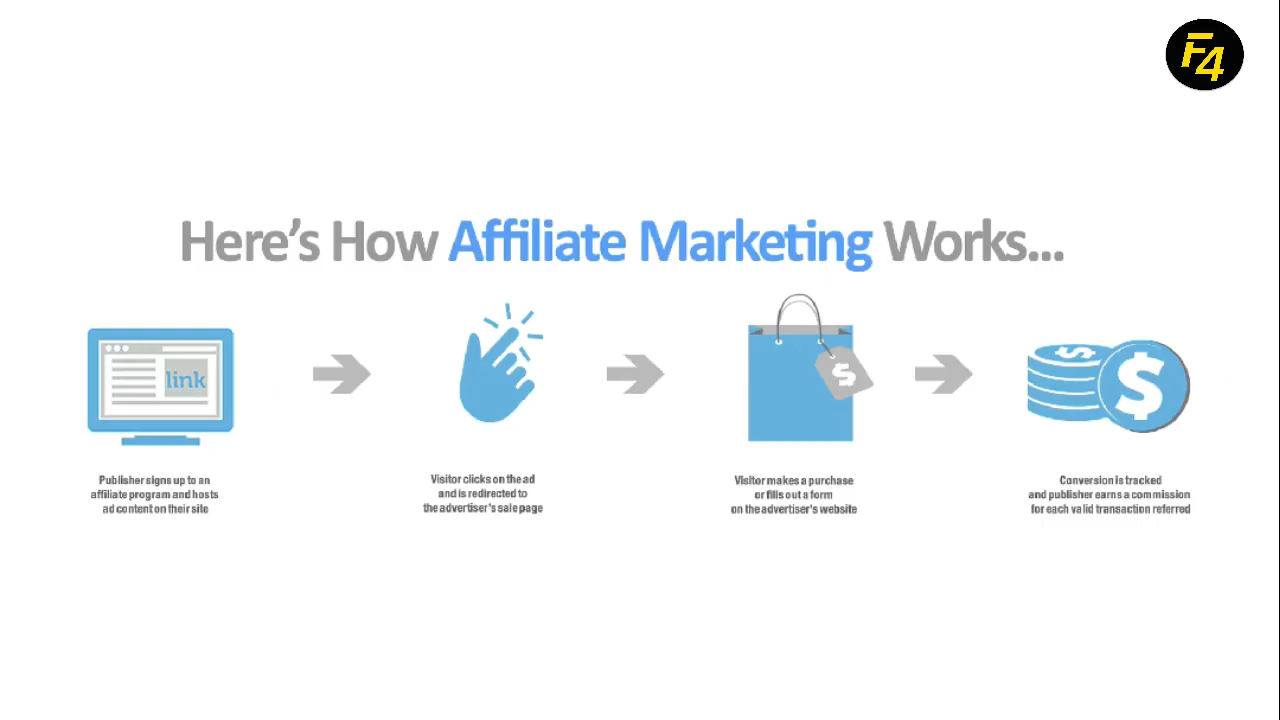 F4
Here's How Affiliate Marketing Works...
link
$
$
$
Publisher signs up to an
affiliate program and hosts
ad content on their site
Visitor clicks on the ad
and is redirected to
the advertiser's sale page
Visitor makes a purchase
or fills out a form
on the advertiser's website
Conversion is tracked
and publisher earns a commission
for each valid transaction referred